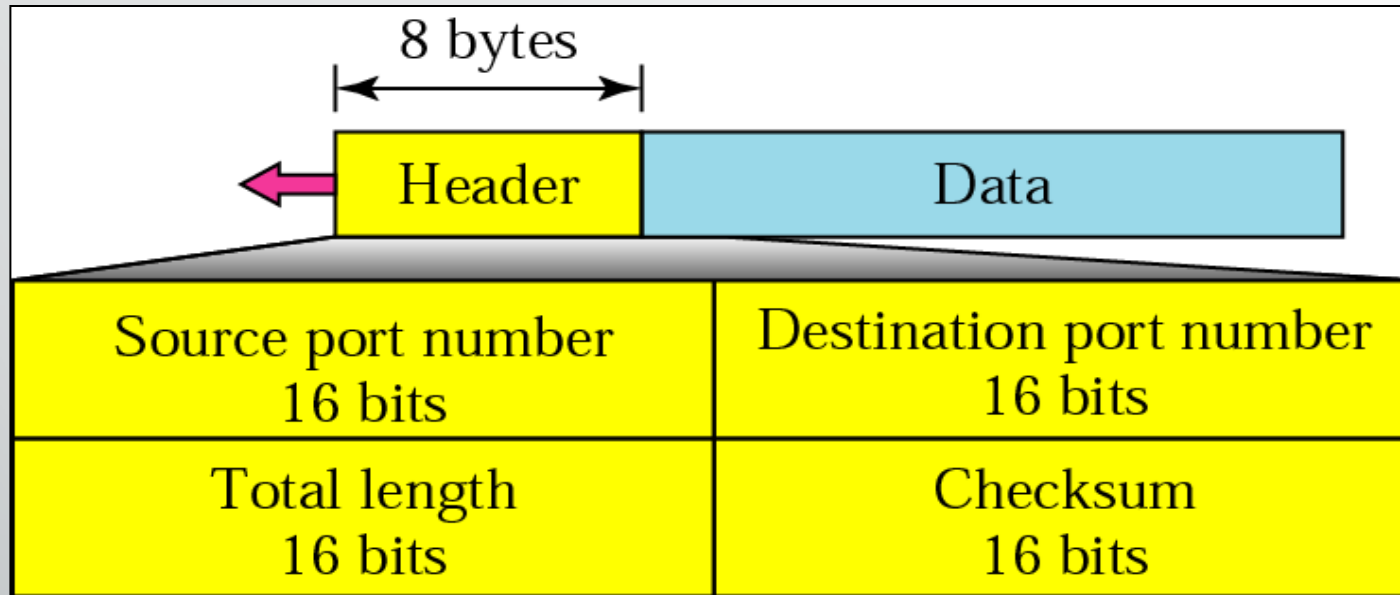 8 bytes
Header
Data
Source port number
16 bits
Destination port number
16 bits
Total length
16 bits
Checksum
16 bits